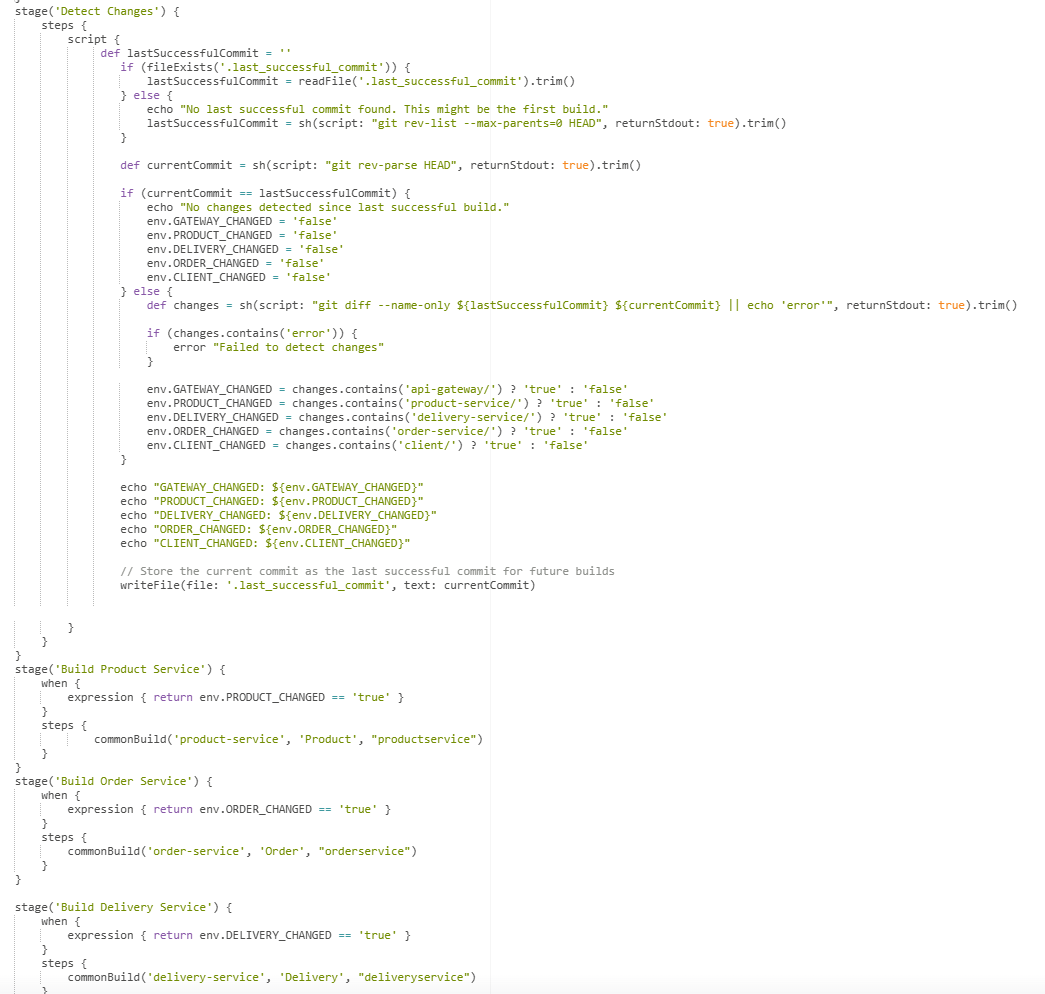 stage('Detect Changes') {
steps {
script {
def lastSuccessfulCommit = ''
if (fileExists('.last_successful_commit')) {
lastSuccessfulCommit = readFile('.last_successful_commit').trim()
} else {
echo "No last successful commit found. This might be the first build."
lastSuccessfulCommit = sh(script: "git rev-list --max-parents=0 HEAD", returnStdout: true).trim()
}
def currentCommit = sh(script: "git rev-parse HEAD", returnStdout: true).trim()
if (currentCommit == lastSuccessfulCommit) {
echo "No changes detected since last successful build."
env.GATEWAY_CHANGED = 'false'
env.PRODUCT_CHANGED = 'false'
env.DELIVERY_CHANGED = 'false'
env.ORDER_CHANGED = 'false'
env.CLIENT_CHANGED = 'false'
} else {
def changes = sh(script: "git diff --name-only ${lastSuccessfulCommit} ${currentCommit} || echo 'error'", returnStdout: true).trim()
if (changes.contains('error')) {
error "Failed to detect changes"
}
env.GATEWAY_CHANGED = changes.contains('api-gateway/') ? 'true' : 'false'
env.PRODUCT_CHANGED = changes.contains('product-service/') ? 'true' : 'false'
env.DELIVERY_CHANGED = changes.contains('delivery-service/') ? 'true' : 'false'
env.ORDER_CHANGED = changes.contains('order-service/') ? 'true' : 'false'
env.CLIENT_CHANGED = changes.contains('client/') ? 'true' : 'false'
}
echo "GATEWAY_CHANGED: ${env.GATEWAY_CHANGED}"
echo "PRODUCT_CHANGED: ${env.PRODUCT_CHANGED}"
echo "DELIVERY_CHANGED: ${env.DELIVERY_CHANGED}"
echo "ORDER_CHANGED: ${env.ORDER_CHANGED}"
echo "CLIENT_CHANGED: ${env.CLIENT_CHANGED}"
// Store the current commit as the last successful commit for future builds
writeFile(file: '.last_successful_commit', text: currentCommit)
}
}
}
stage('Build Product Service') {
when {
expression { return env.PRODUCT_CHANGED == 'true' }
}
steps {
commonBuild('product-service', 'Product', "productservice")
}
}
stage('Build Order Service') {
when {
expression { return env.ORDER_CHANGED == 'true' }
}
steps {
commonBuild('order-service', 'Order', "orderservice")
}
}
stage('Build Delivery Service') {
when {
expression { return env.DELIVERY_CHANGED == 'true' }
}
steps {
commonBuild('delivery-service', 'Delivery', "deliveryservice")
}